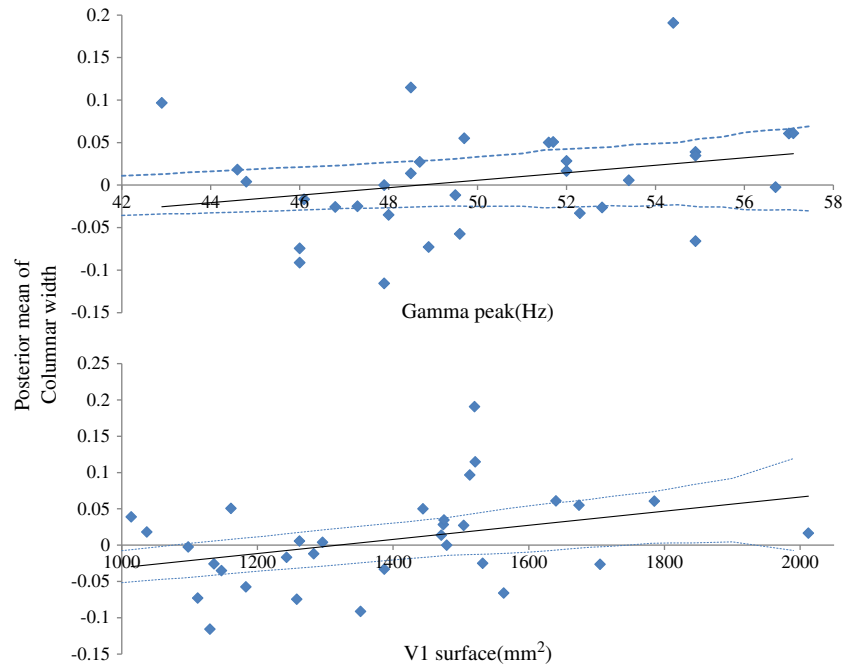 0.2
0.15
0.1
0.05
0
-0.05
-0.1
-0.15
42 44 46 48 50 52 54 56 58
Gamma peak(Hz)
Posterior mean of
Columnar width
0.25
0.2
0.15
0.1
0.05
0
-0.05
-0.1
-0.15
1000 1200 1400 1600 1800 2000
V1 surface(mm²)